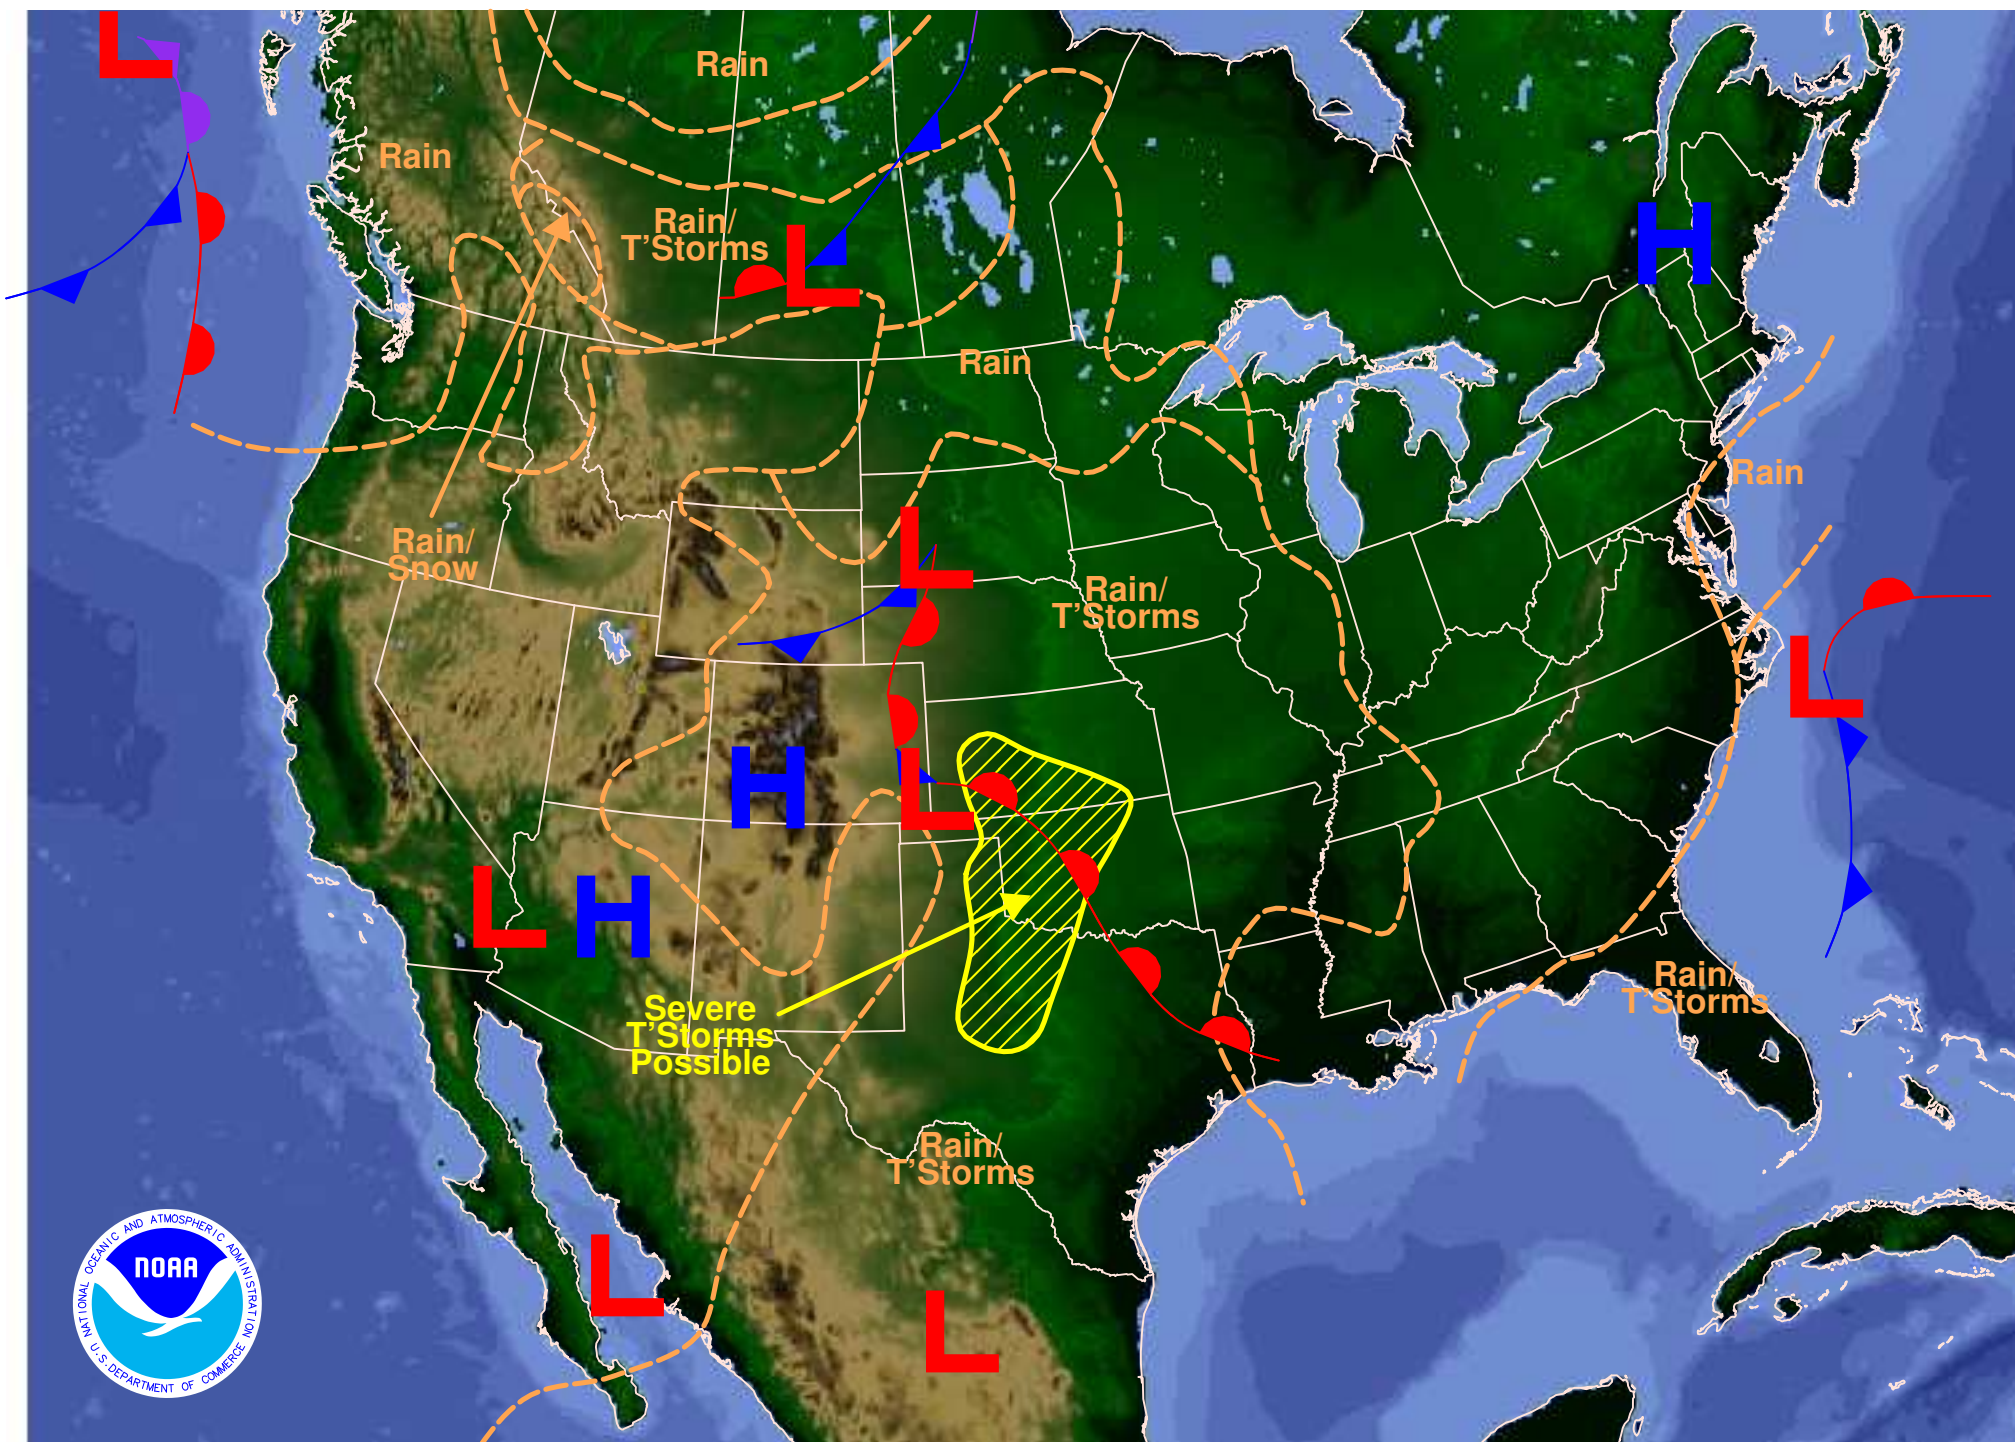 L
Rain
Rain
Rain/
T'Storms
L
H
Rain
Rain
Rain/
Snow
L
Rain/
T'Storms
L
H
L
L
H
Severe
T'Storms
Possible
Rain/
T'Storms
Rain/
T'Storms
L
L
NATIONAL OCEANIC AND ATMOSPHERIC ADMINISTRATION
NOAA
U.S. DEPARTMENT OF COMMERCE